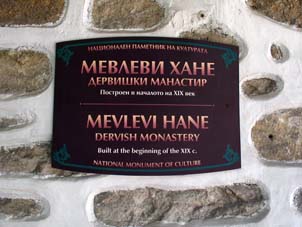 НАЦИОНАЛЕН ПАМЕТНИК НА КУЛТУРАТА
МЕВЛЕВИ ХАНЕ
ДЕРВИШКИ МАНАСТИР
Построен в началото на XIX век
MEVLEVI HANE
DERVISH MONASTERY
Built at the beginning of the XIX c.
NATIONAL MONUMENT OF CULTURE